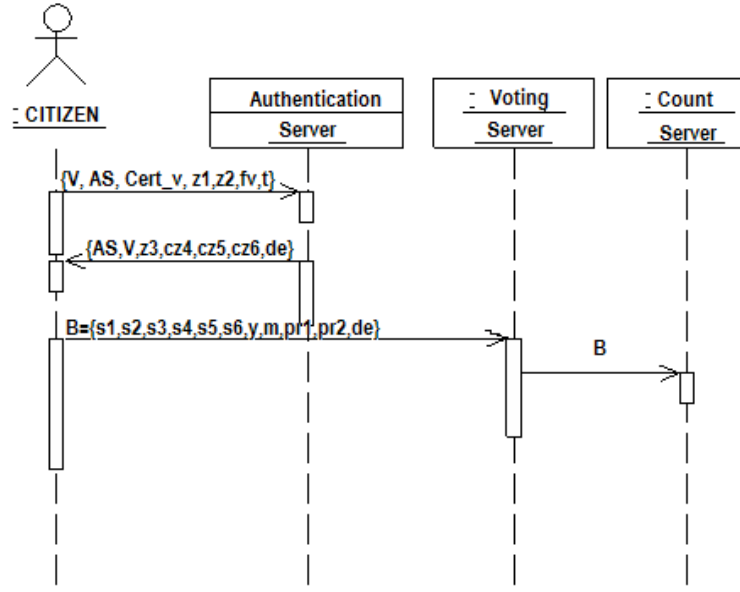 : CITIZEN
Authentication
Server
: Voting
Server
: Count
Server
{V, AS, Cert_v, z1,z2,fv,t}
{AS,V,z3,cz4,cz5,cz6,de}
B={s1,s2,s3,s4,s5,s6,y,m,pr1,pr2,de}
B